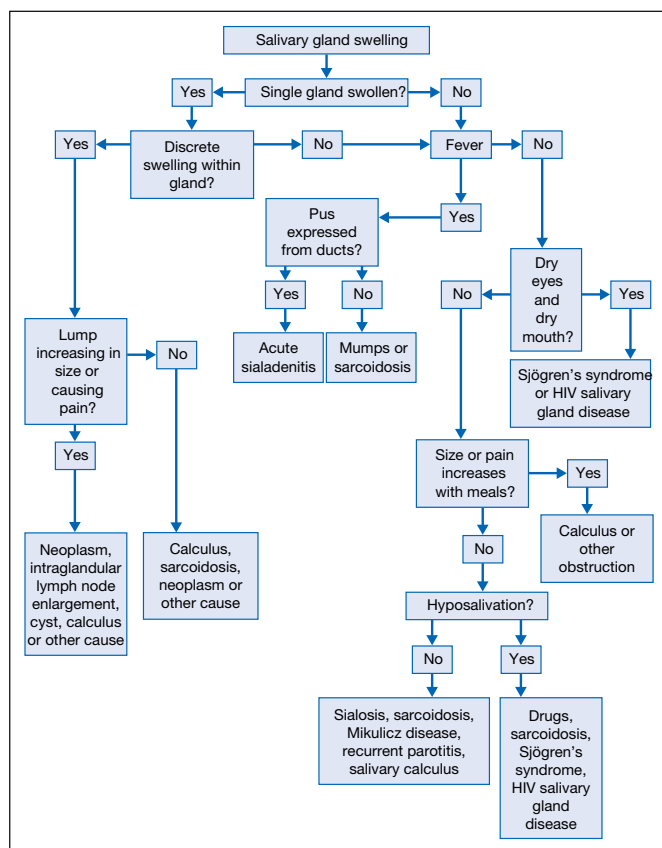 Salivary gland swelling
Yes
Single gland swollen?
No
Yes
Discrete
swelling within
gland?
No
Fever
No
Pus
expressed
from ducts?
Yes
Dry
eyes and
dry
mouth?
Yes
No
No
Yes
Lump
increasing in
size or
causing
pain?
No
Acute
sialadenitis
Mumps or
sarcoidosis
Sjögren's syndrome
or HIV salivary
gland disease
Yes
Size or pain
increases
with meals?
Yes
Neoplasm,
intraglandular
lymph node
enlargement,
cyst, calculus
or other cause
Calculus,
sarcoidosis,
neoplasm or
other cause
No
Calculus or
other
obstruction
Hyposalivation?
No
Yes
Sialosis, sarcoidosis,
Mikulicz disease,
recurrent parotitis,
salivary calculus
Drugs,
sarcoidosis,
Sjögren's
syndrome,
HIV salivary
gland
disease